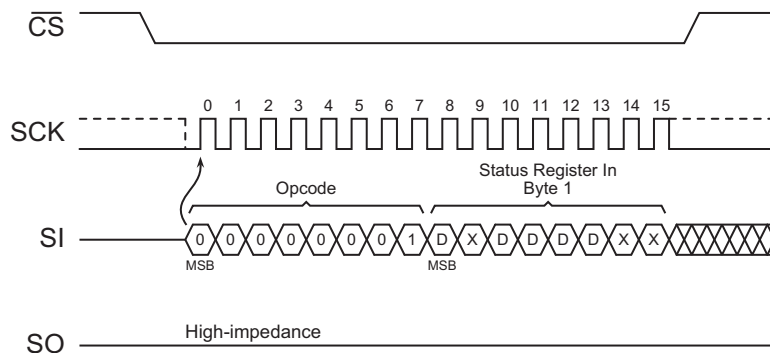 CS
0 1 2 3 4 5 6 7 8 9 10 11 12 13 14 15
SCK
Opcode
Status Register In
Byte 1
SI
0 0 0 0 0 0 0 1 D X D D D D X X
MSB MSB
High-impedance
SO